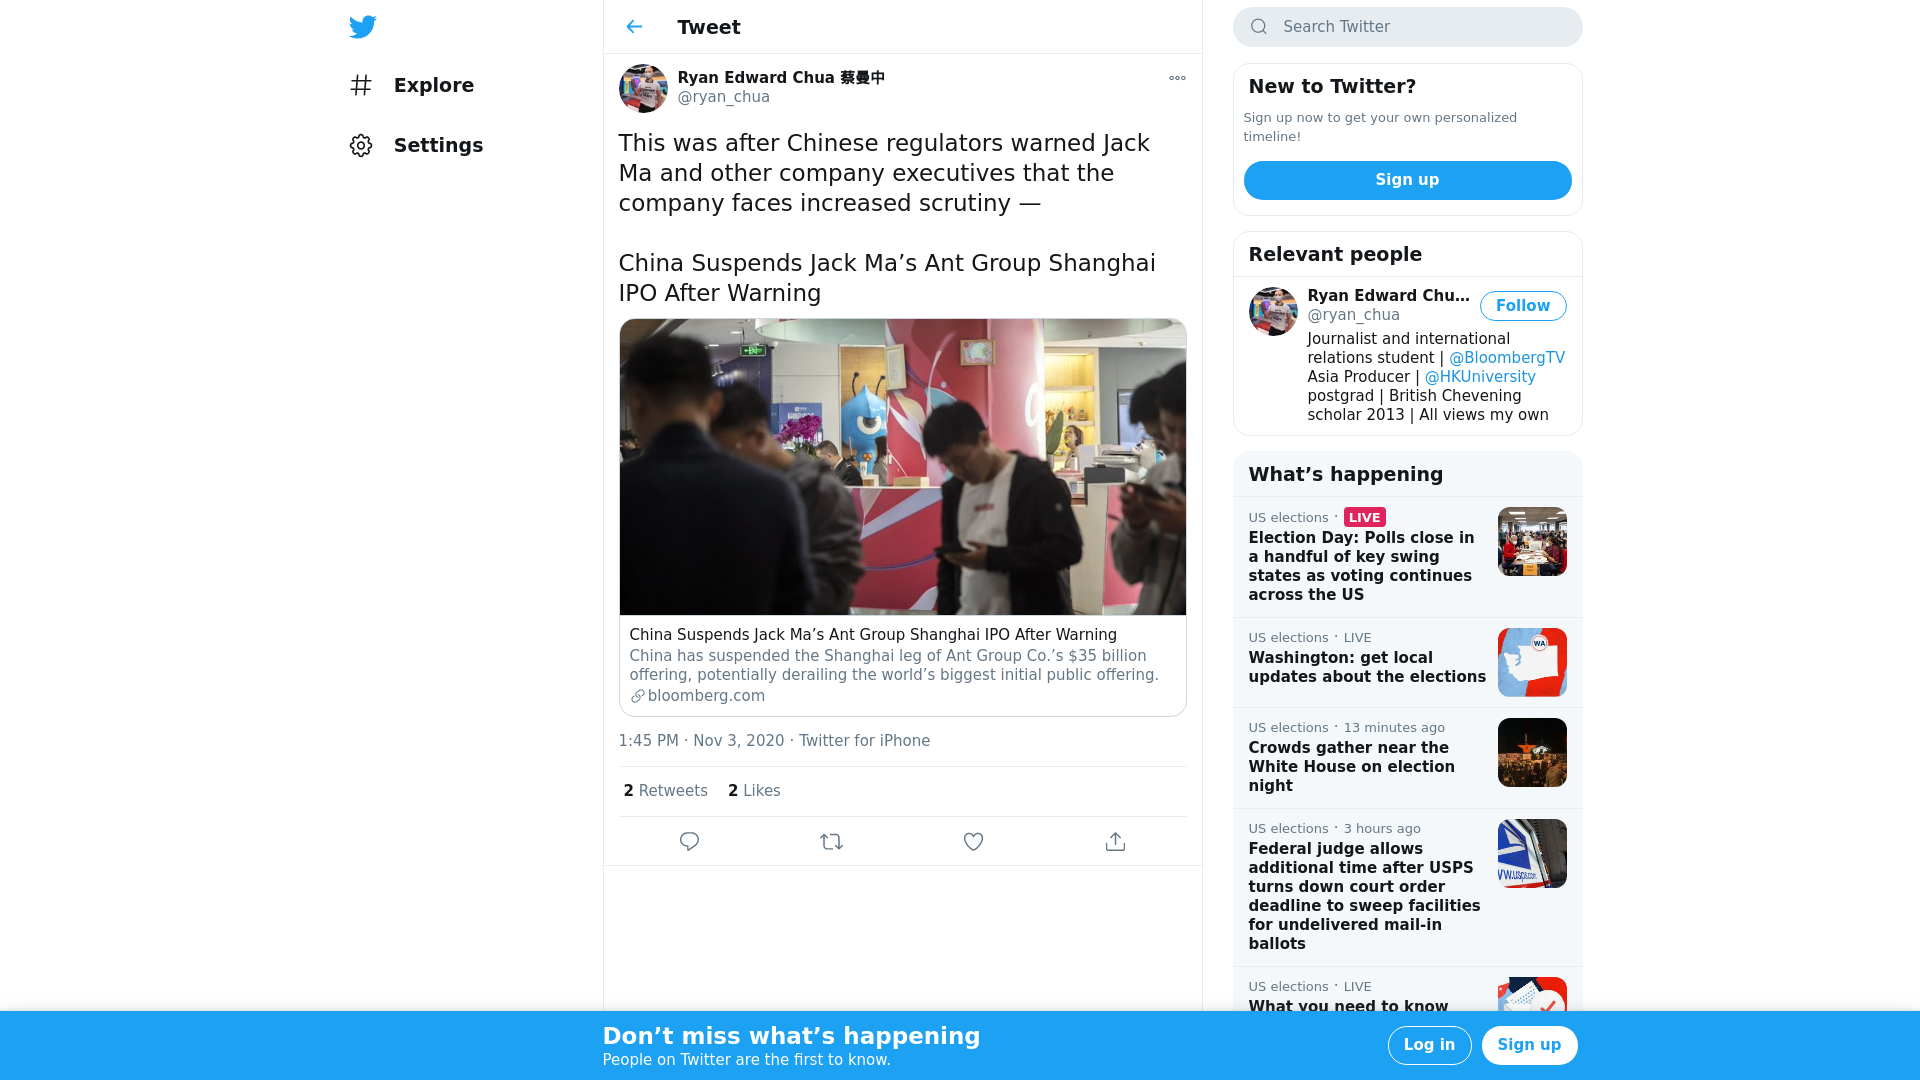 Tweet
Search Twitter
Explore
Settings
Ryan Edward Chua 蔡曼中
@ryan_chua
This was after Chinese regulators warned Jack
Ma and other company executives that the
company faces increased scrutiny —
China Suspends Jack Ma’s Ant Group Shanghai
IPO After Warning
China Suspends Jack Ma’s Ant Group Shanghai IPO After Warning
China has suspended the Shanghai leg of Ant Group Co.’s $35 billion
offering, potentially derailing the world’s biggest initial public offering.
bloomberg.com
1:45 PM · Nov 3, 2020 · Twitter for iPhone
2 Retweets 2 Likes
New to Twitter?
Sign up now to get your own personalized
timeline!
Sign up
Relevant people
Ryan Edward Chu...
@ryan_chua
Follow
Journalist and international
relations student | @BloombergTV
Asia Producer | @HKUniversity
postgrad | British Chevening
scholar 2013 | All views my own
What’s happening
US elections · LIVE
Election Day: Polls close in
a handful of key swing
states as voting continues
across the US
US elections · LIVE
Washington: get local
updates about the elections
WA
US elections · 13 minutes ago
Crowds gather near the
White House on election
night
US elections · 3 hours ago
Federal judge allows
additional time after USPS
turns down court order
deadline to sweep facilities
for undelivered mail-in
ballots
US elections · LIVE
What you need to know
Don’t miss what’s happening
People on Twitter are the first to know.
Log in
Sign up